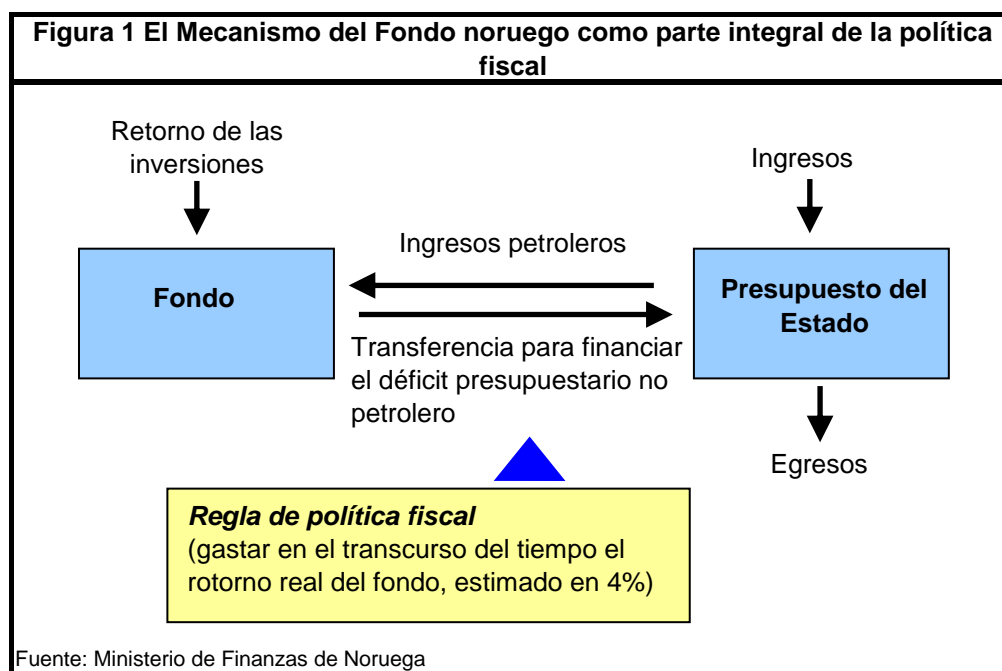 Figura 1 El Mecanismo del Fondo noruego como parte integral de la política
fiscal
Retorno de las
inversiones
Ingresos
Ingresos petroleros
Fondo
Presupuesto del
Estado
Transferencia para financiar
el déficit presupuestario no
petrolero
Egresos
Regla de política fiscal
(gastar en el transcurso del tiempo el
rotorno real del fondo, estimado en 4%)
Fuente: Ministerio de Finanzas de Noruega